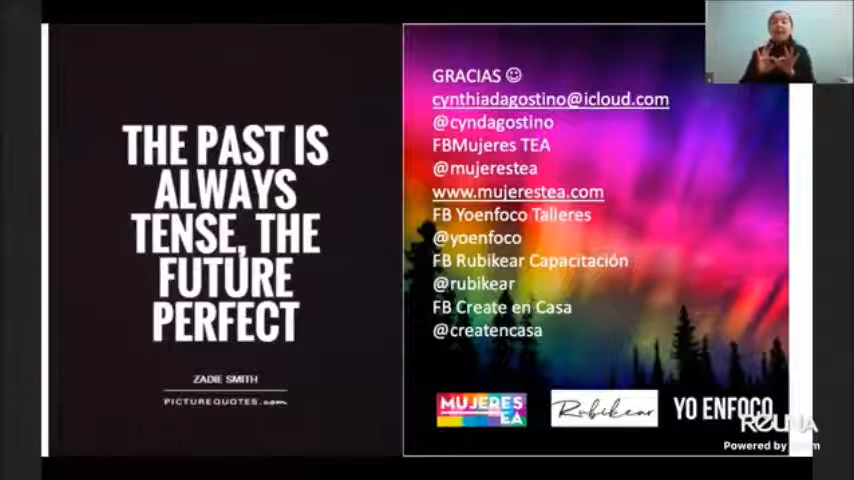 THE PAST IS
ALWAYS
TENSE, THE
FUTURE
PERFECT
ZADIE SMITH
PICTUREQUOTES.com
GRACIAS ☺
cynthiadagostino@icloud.com
@cyndagostino
FBMujeres TEA
@mujerestea
www.mujerestea.com
FB Yoenfoco Talleres
@yoenfoco
FB Rubikear Capacitación
@rubikear
FB Create en Casa
@createncasa
MUJERES
EA
Rubikear
YO ENFOCO
REUNA
Powered by